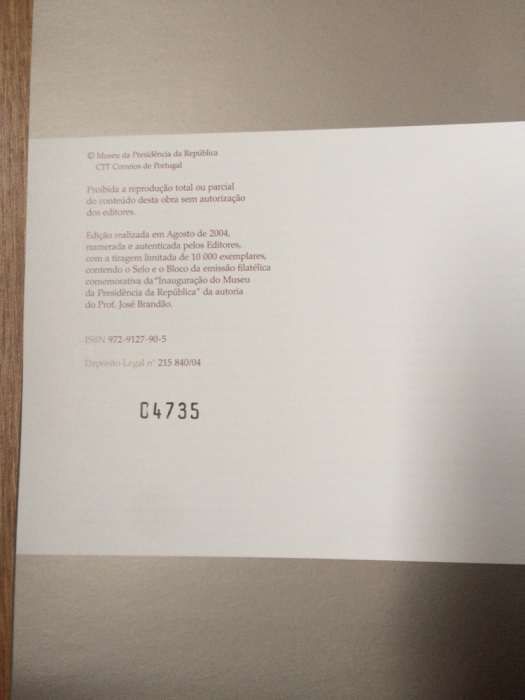 © Museu da Presidência da República
CTT Correios de Portugal
Proibida a reprodução total ou parcial
do conteúdo desta obra sem autorização
dos editores.
Edição realizada em Agosto de 2004,
numerada e autenticada pelos Editores,
com a tiragem limitada de 10 000 exemplares,
contendo o Selo e o Bloco da emissão filatélica
comemorativa da "Inauguração do Museu
da Presidência da República" da autoria
do Prof. José Brandão.
ISBN 972-9127-90-5
Depósito Legal nº 215 840/04
04735